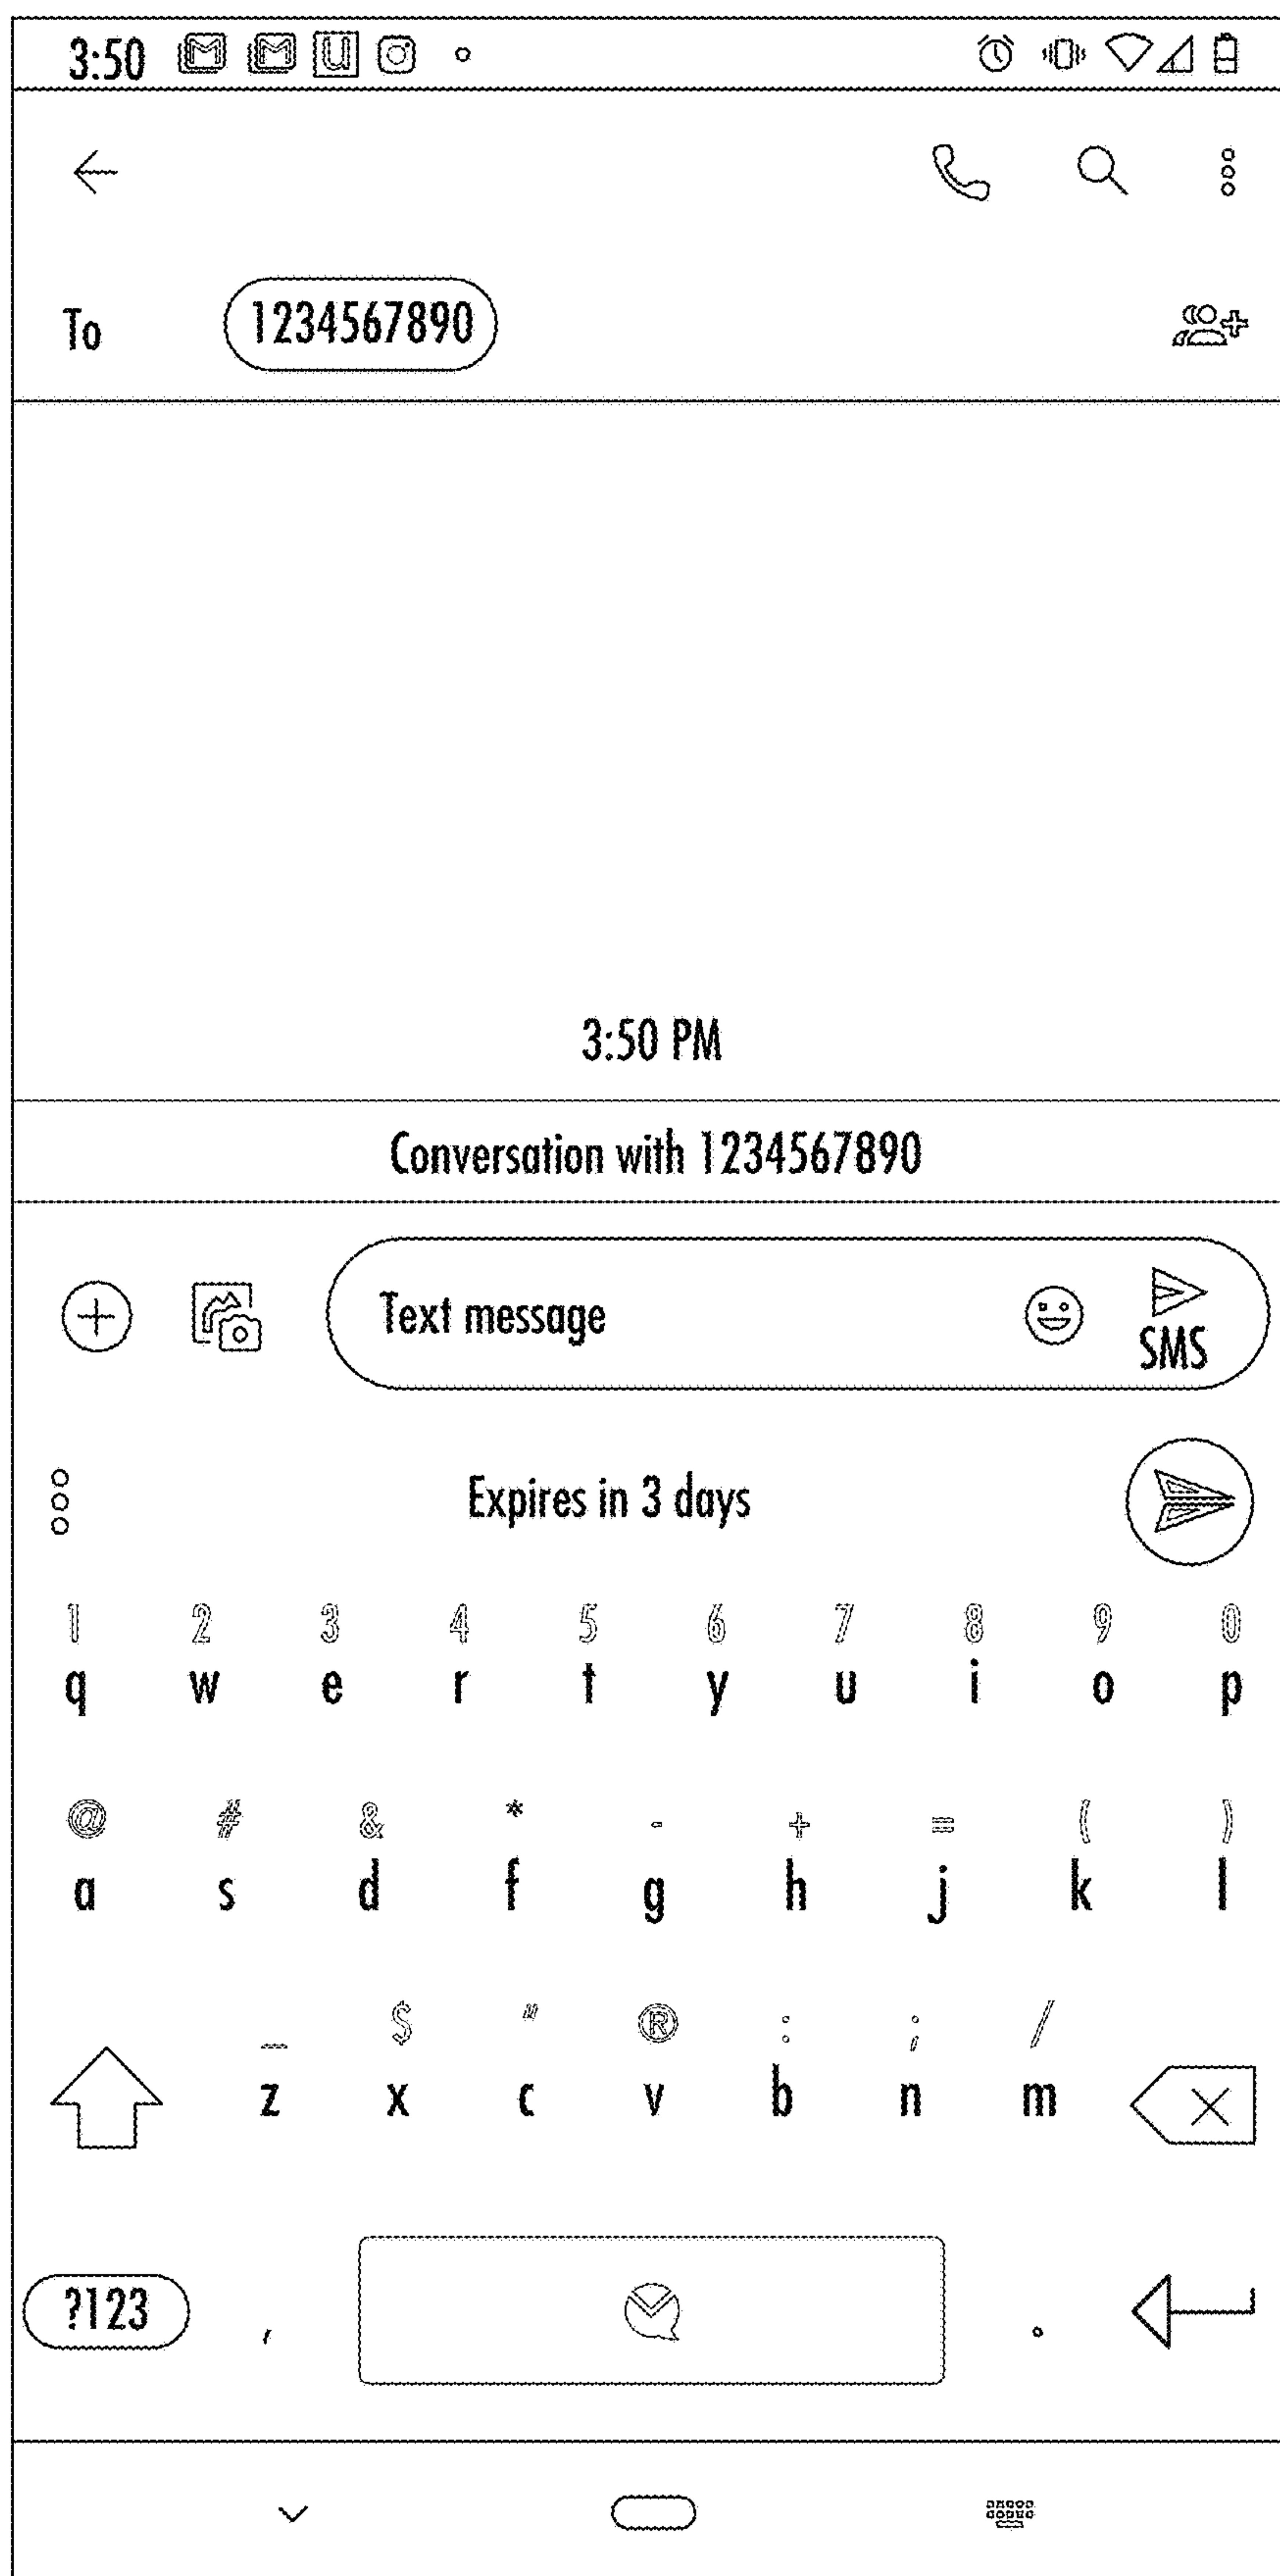 3:50
To 1234567890
3:50 PM
Conversation with 1234567890
Text message
SMS
Expires in 3 days
1 2 3 4 5 6 7 8 9 0
q w e r t y u i o p
@ # & * - + = ( )
a s d f g h j k l
_ $ " ® : ; /
z x c v b n m
?123 , .